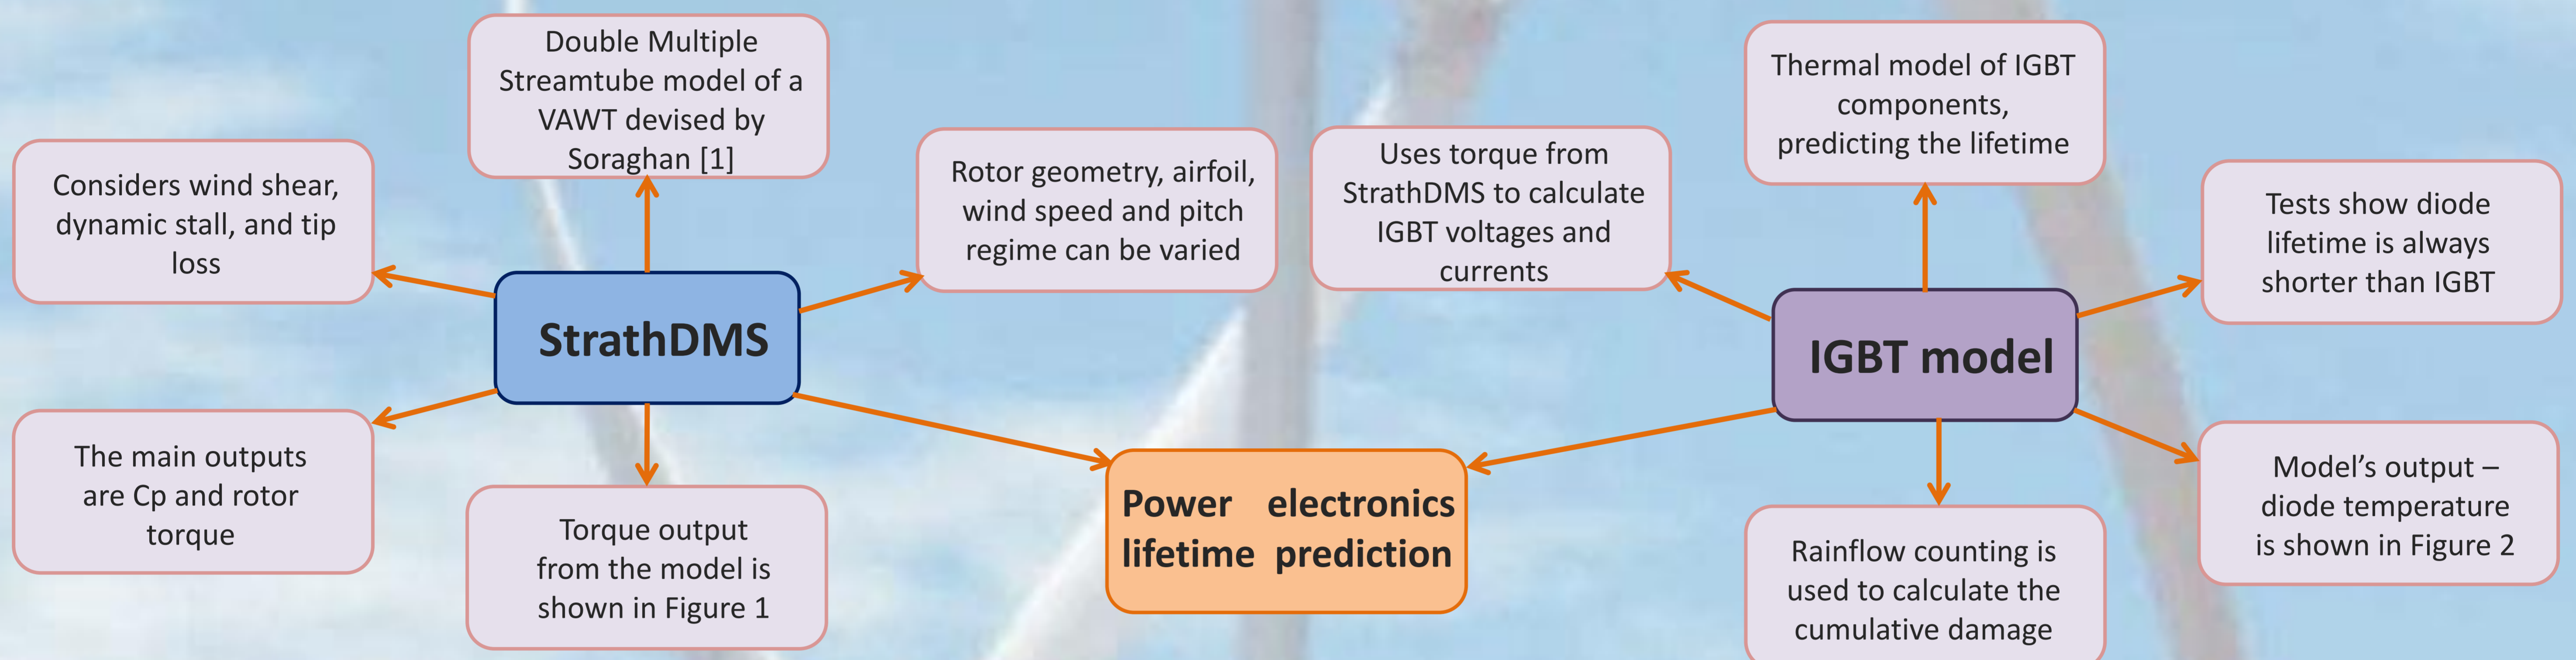 Double Multiple
Streamtube model of a
VAWT devised by
Soraghan [1]
Considers wind shear,
dynamic stall, and tip
loss
Rotor geometry, airfoil,
wind speed and pitch
regime can be varied
StrathDMS
The main outputs
are Cp and rotor
torque
Torque output
from the model is
shown in Figure 1
Power electronics
lifetime prediction
Uses torque from
StrathDMS to calculate
IGBT voltages and
currents
Thermal model of IGBT
components,
predicting the lifetime
Tests show diode
lifetime is always
shorter than IGBT
IGBT model
Rainflow counting is
used to calculate the
cumulative damage
Model’s output –
diode temperature
is shown in Figure 2